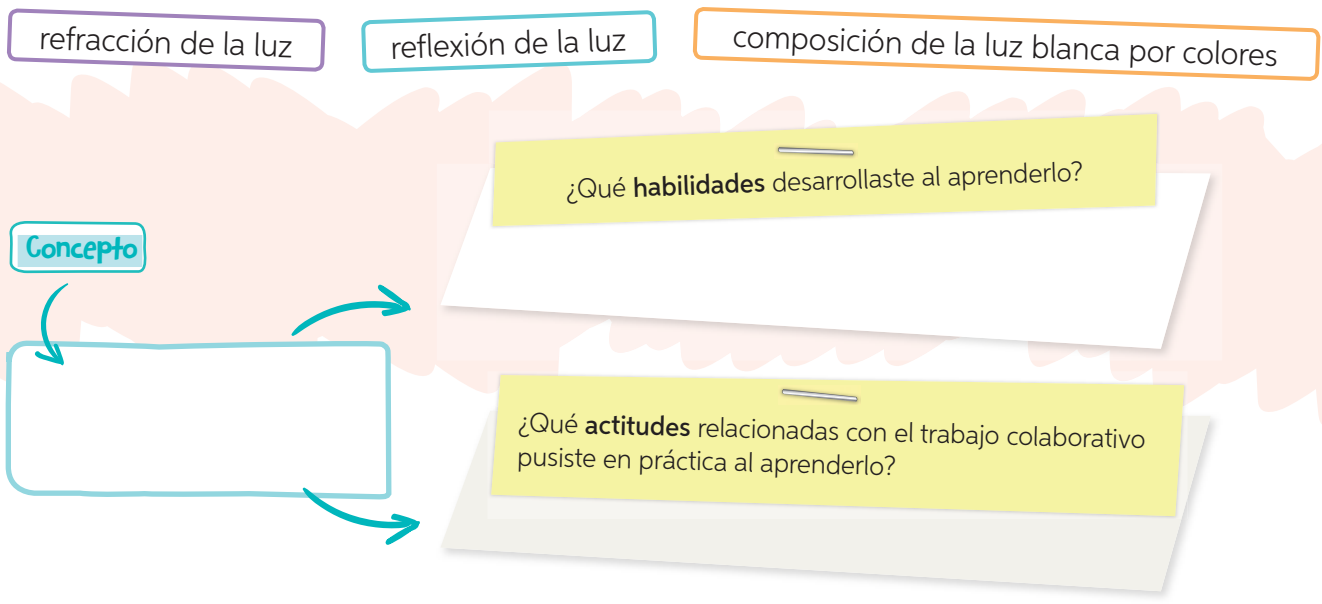 refracción de la luz
reflexión de la luz
composición de la luz blanca por colores
¿Qué habilidades desarrollaste al aprenderlo?
Concepto
¿Qué actitudes relacionadas con el trabajo colaborativo
pusiste en práctica al aprenderlo?